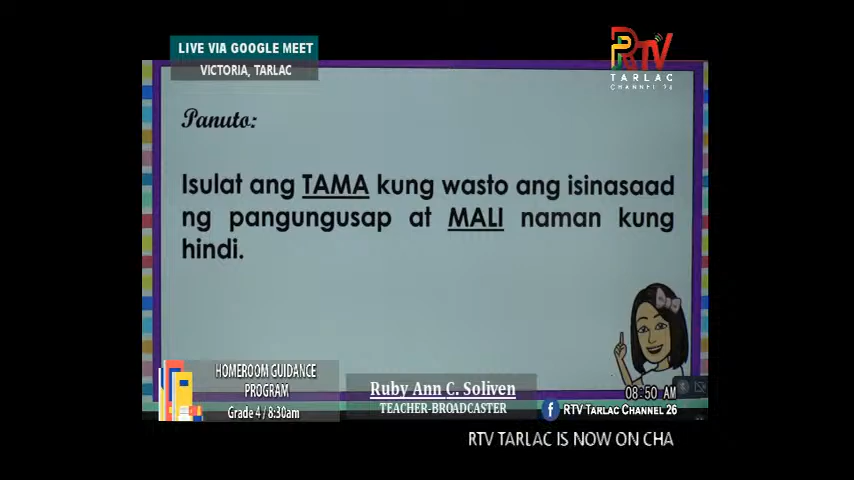 LIVE VIA GOOGLE MEET
VICTORIA, TARLAC
RTV
TARLAC
CHANNEL 26
Panuto:
Isulat ang TAMA kung wasto ang isinasaad
ng pangungusap at MALI naman kung
hindi.
HOMEROOM GUIDANCE
PROGRAM
Grade 4 / 8:30am
Ruby Ann C. Soliven
TEACHER-BROADCASTER
08:50 AM
f RTV TARLAC CHANNEL 26
RTV TARLAC IS NOW ON CHA